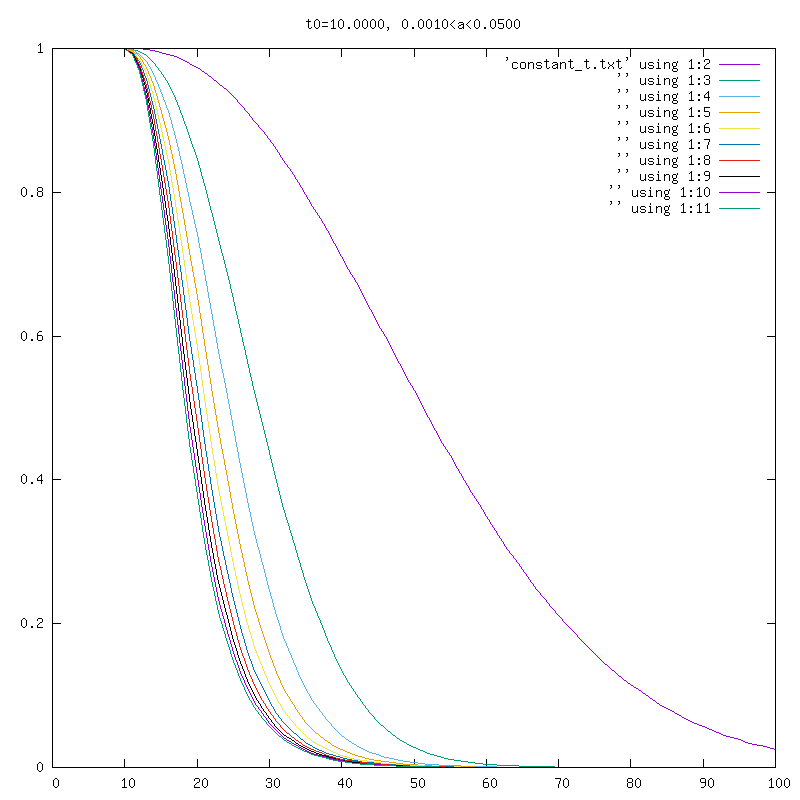 t0=10.0000, 0.0010<a<0.0500
'constant_t.txt' using 1:2
'' using 1:3
'' using 1:4
'' using 1:5
'' using 1:6
'' using 1:7
'' using 1:8
'' using 1:9
'' using 1:10
'' using 1:11
1
0.8
0.6
0.4
0.2
0
0 10 20 30 40 50 60 70 80 90 100